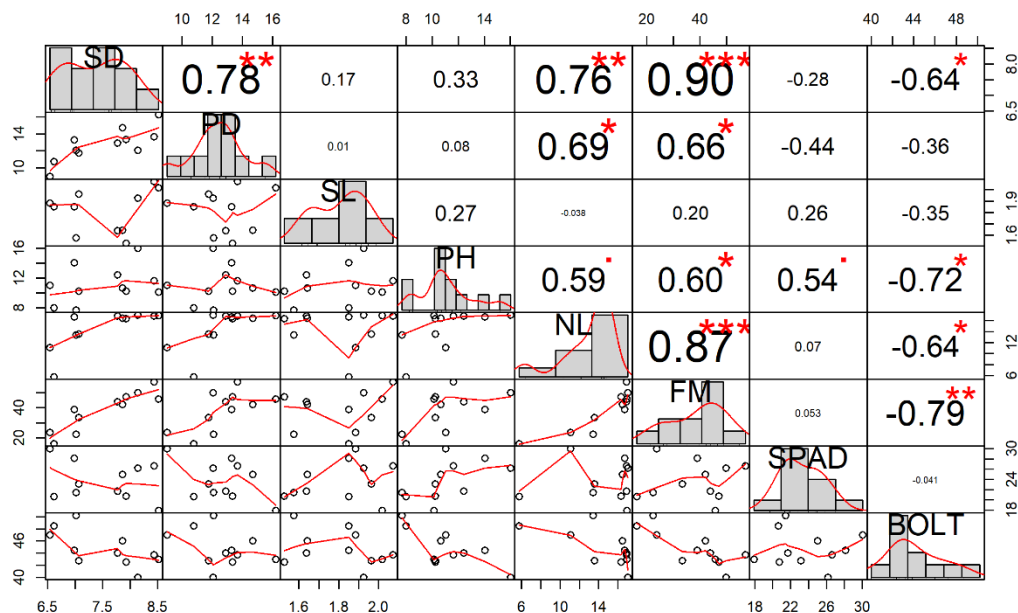 10 12 14 16 8 10 14 20 40 40 44 48
SD 0.78** 0.17 0.33 0.76** 0.90*** -0.28 -0.64* 6.5 8.0
10 14 PD 0.01 0.08 0.69* 0.66* -0.44 -0.36
SL 0.27 -0.038 0.20 0.26 -0.35 1.6 1.9
8 12 16 PH 0.59. 0.60* 0.54. -0.72*
NL 0.87*** 0.07 -0.64* 6 12
20 40 FM 0.053 -0.79**
SPAD -0.041 18 24 30
40 46 BOLT
6.5 7.5 8.5 1.6 1.8 2.0 6 10 14 18 22 26 30